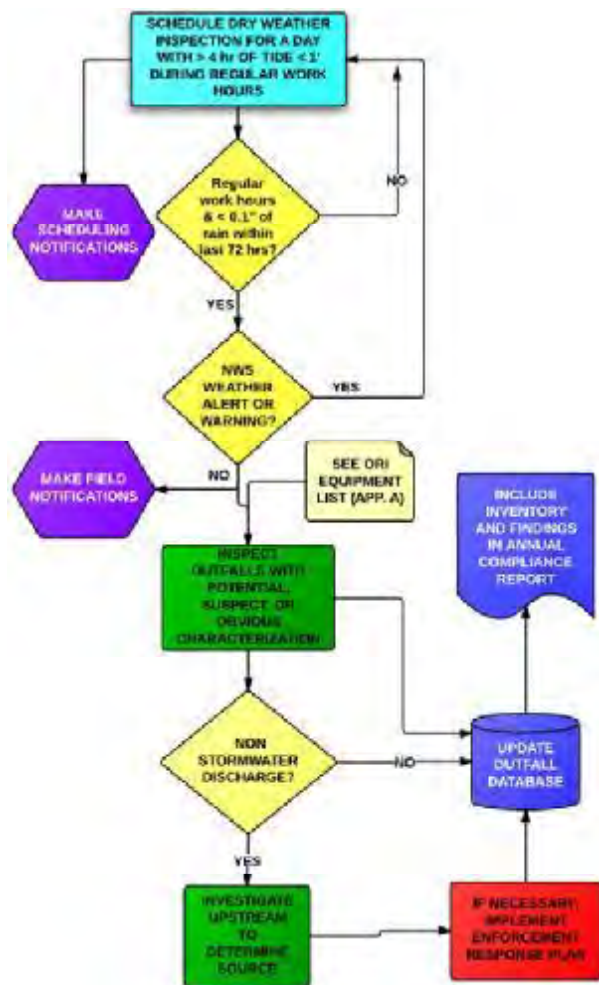 SCHEDULE DRY WEATHER
INSPECTION FOR A DAY
WITH > 4 hr OF TIDE < 1'
DURING REGULAR WORK
HOURS
Regular
work hours
& < 0.1" of
rain within
last 72 hrs?
NO
MAKE
SCHEDULING
NOTIFICATIONS
YES
NWS
WEATHER
ALERT OR
WARNING?
YES
NO
MAKE FIELD
NOTIFICATIONS
SEE ORI
EQUIPMENT
LIST (APP. A)
INCLUDE
INVENTORY
AND FINDINGS
IN ANNUAL
COMPLIANCE
REPORT
INSPECT
OUTFALLS WITH
POTENTIAL,
SUSPECT, OR
OBVIOUS
CHARACTERIZATION
NON
STORMWATER
DISCHARGE?
NO
UPDATE
OUTFALL
DATABASE
YES
INVESTIGATE
UPSTREAM
TO
DETERMINE
SOURCE
IF NECESSARY,
IMPLEMENT
ENFORCEMENT
RESPONSE PLAN